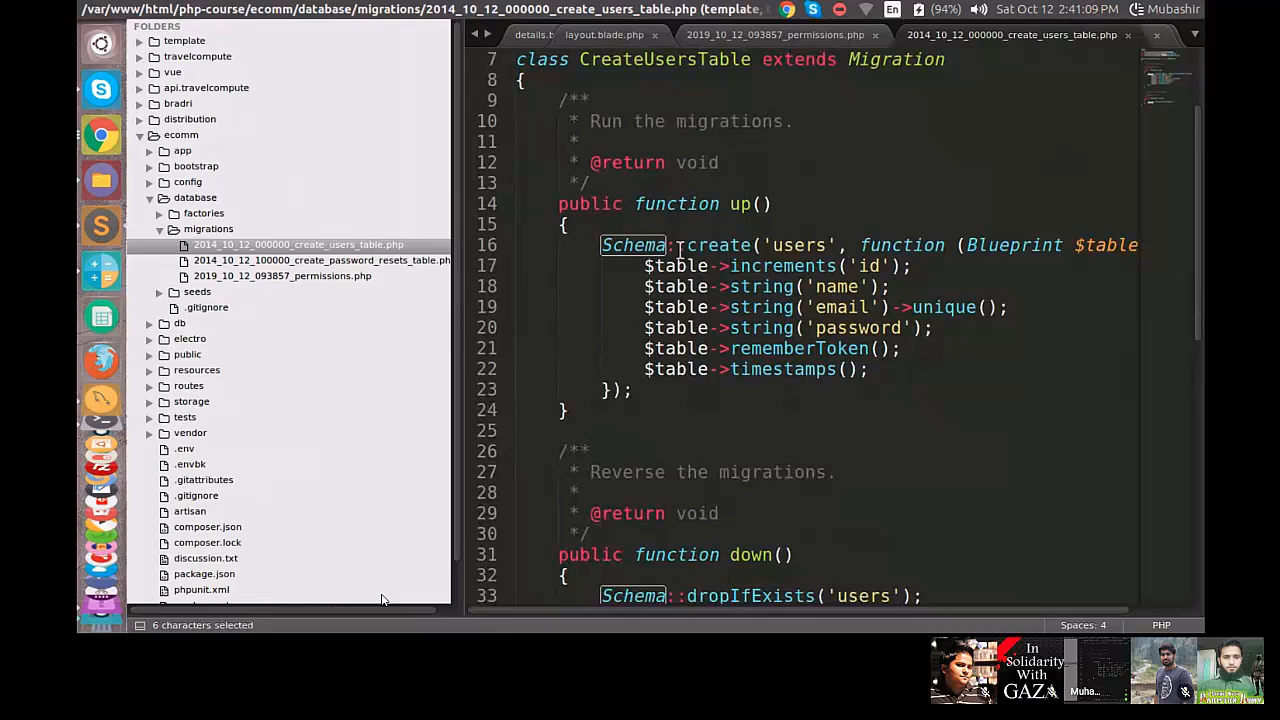 /var/www/html/php-course/ecomm/database/migrations/2014_10_12_000000_create_users_table.php (template,
En (94%) Sat Oct 12 2:41:09 PM Mubashir
FOLDERS
template
travelcompute
vue
api.travelcompute
bradri
distribution
ecomm
app
bootstrap
config
database
factories
migrations
2014_10_12_000000_create_users_table.php
2014_10_12_100000_create_password_resets_table.ph
2019_10_12_093857_permissions.php
seeds
.gitignore
db
electro
public
resources
routes
storage
tests
vendor
.env
.envbk
.gitattributes
.gitignore
artisan
composer.json
composer.lock
discussion.txt
package.json
phpunit.xml
details.b layout.blade.php × 2019_10_12_093857_permissions.php × 2014_10_12_000000_create_users_table.php × ×
7 class CreateUsersTable extends Migration
8 {
9 /**
10 * Run the migrations.
11 *
12 * @return void
13 */
14 public function up()
15 {
16 Schema::create('users', function (Blueprint $table
17 $table->increments('id');
18 $table->string('name');
19 $table->string('email')->unique();
20 $table->string('password');
21 $table->rememberToken();
22 $table->timestamps();
23 });
24 }
25
26 /**
27 * Reverse the migrations.
28 *
29 * @return void
30 */
31 public function down()
32 {
33 Schema::dropIfExists('users');
6 characters selected
Spaces: 4 PHP
In
Solidarity
With
GAZA
Muha...